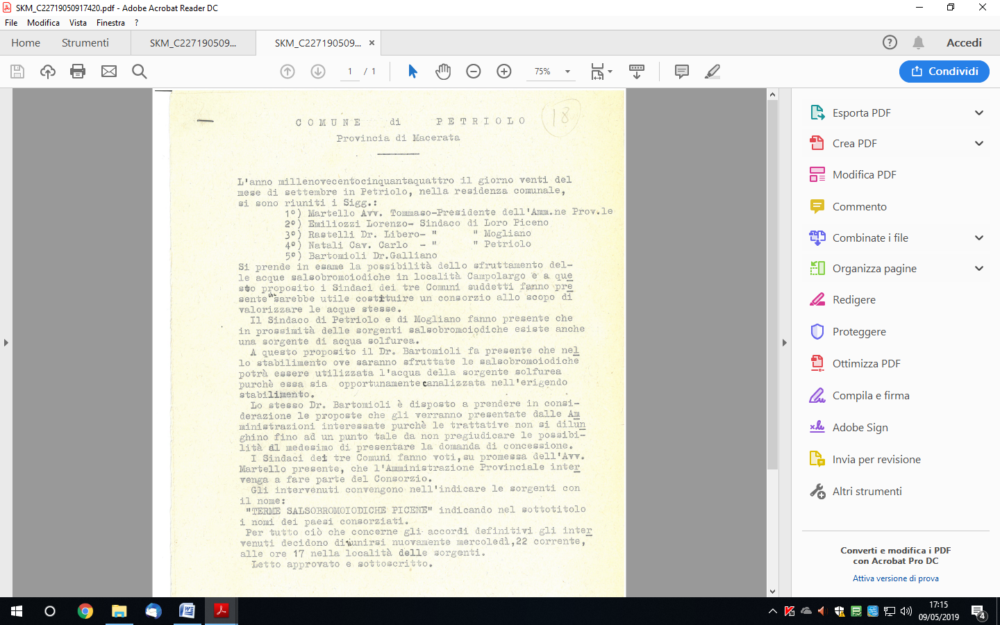 SKM_C22719050917420.pdf - Adobe Acrobat Reader DC
File Modifica Vista Finestra ?
Home Strumenti SKM_C227190509... SKM_C227190509... × Accedi
1 / 1 75% Condividi
18
COMUNE di PETRIOLO
Provincia di Macerata
L'anno millenovecentocinquantaquattro il giorno venti del
mese di settembre in Petriolo, nella residenza comunale,
si sono riuniti i Sigg.:
1°) Martello Avv. Tommaso-Presidente dell'Amm.ne Prov.le
2°) Emiliozzi Lorenzo- Sindaco di Loro Piceno
3°) Rastelli Dr. Libero- " " Mogliano
4°) Natali Cav. Carlo - " " Petriolo
5°) Bartomioli Dr.Galliano
Si prende in esame la possibilità dello sfruttamento del-
le acque salsobromoiodiche in località Campolargo e a que
sto proposito i Sindaci dei tre Comuni suddetti fanno pre
sente che sarebbe utile costituire un consorzio allo scopo di
valorizzare le acque stesse.
Il Sindaco di Petriolo e di Mogliano fanno presente che
in prossimità delle sorgenti salsobromoiodiche esiste anche
una sorgente di acqua solfurea.
A questo proposito il Dr. Bartomioli fa presente che nel
lo stabilimento ove saranno sfruttate le salsobromoiodiche
potrà essere utilizzata l'acqua della sorgente solfurea
purchè essa sia opportunamente canalizzata nell'erigendo
stabilimento.
Lo stesso Dr. Bartomioli è disposto a prendere in consi-
derazione le proposte che gli verranno presentate dalle Am
ministrazioni interessate purchè le trattative non si dilun
ghino fino ad un punto tale da non pregiudicare le possibi-
lità al medesimo di presentare la domanda di concessione.
I Sindaci dei tre Comuni fanno voti,su promessa dell'Avv.
Martello presente, che l'Amministrazione Provinciale inter
venga a fare parte del Consorzio.
Gli intervenuti convengono nell'indicare le sorgenti con
il nome:
"TERME SALSOBROMOIODICHE PICENE" indicando nel sottotitolo
i nomi dei paesi consorziati.
Per tutto ciò che concerne gli accordi definitivi gli inter
venuti decidono di riunirsi nuovamente mercoledì,22 corrente,
alle ore 17 nella località delle sorgenti.
Letto approvato e sottoscritto.
Esporta PDF
Crea PDF
Modifica PDF
Commento
Combinate i file
Organizza pagine
Redigere
Proteggere
Ottimizza PDF
Compila e firma
Adobe Sign
Invia per revisione
Altri strumenti
Converti e modifica i PDF
con Acrobat Pro DC
Attiva versione di prova
17:15
09/05/2019
4